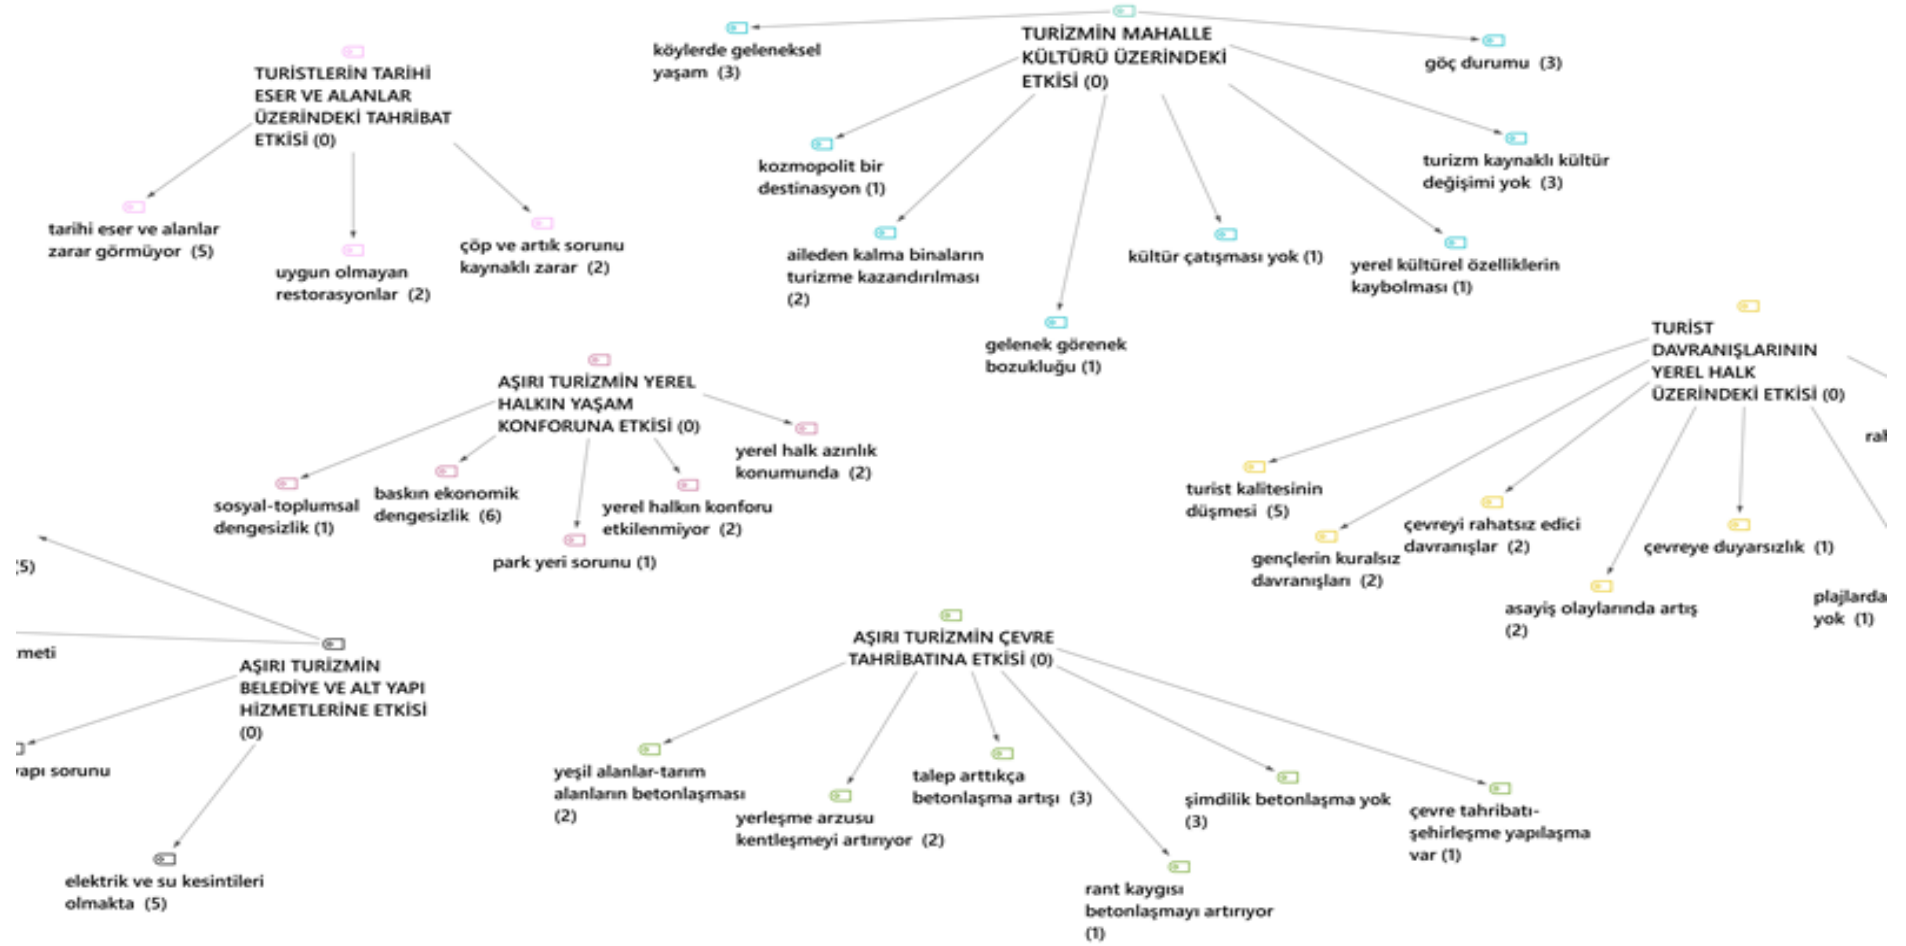 TURİSTLERİN TARİHİ
ESER VE ALANLAR
ÜZERİNDEKİ TAHRİBAT
ETKİSİ (0)
tarihi eser ve alanlar
zarar görmüyor (5)
uygun olmayan
restorasyonlar (2)
çöp ve artık sorunu
kaynaklı zarar (2)
TURİZMİN MAHALLE
KÜLTÜRÜ ÜZERİNDEKİ
ETKİSİ (0)
köylerde geleneksel
yaşam (3)
kozmopolit bir
destinasyon (1)
aileden kalma binaların
turizme kazandırılması
(2)
gelenek görenek
bozukluğu (1)
kültür çatışması yok (1)
yerel kültürel özelliklerin
kaybolması (1)
turizm kaynaklı kültür
değişimi yok (3)
göç durumu (3)
AŞIRI TURİZMİN YEREL
HALKIN YAŞAM
KONFORUNA ETKİSİ (0)
sosyal-toplumsal
dengesizlik (1)
baskın ekonomik
dengesizlik (6)
park yeri sorunu (1)
yerel halkın konforu
etkilenmiyor (2)
yerel halk azınlık
konumunda (2)
TURİST
DAVRANIŞLARININ
YEREL HALK
ÜZERİNDEKİ ETKİSİ (0)
turist kalitesinin
düşmesi (5)
gençlerin kuralsız
davranışları (2)
çevreyi rahatsız edici
davranışlar (2)
asayiş olaylarında artış
(2)
çevreye duyarsızlık (1)
plajlarda
yok (1)
ral
AŞIRI TURİZMİN
BELEDİYE VE ALT YAPI
HİZMETLERİNE ETKİSİ
(0)
(5)
meti
yapı sorunu
elektrik ve su kesintileri
olmakta (5)
AŞIRI TURİZMİN ÇEVRE
TAHRİBATINA ETKİSİ (0)
yeşil alanlar-tarım
alanların betonlaşması
(2)
yerleşme arzusu
kentleşmeyi artırıyor (2)
talep arttıkça
betonlaşma artışı (3)
rant kaygısı
betonlaşmayı artırıyor
(1)
şimdilik betonlaşma yok
(3)
çevre tahribatı-
şehirleşme yapılaşma
var (1)